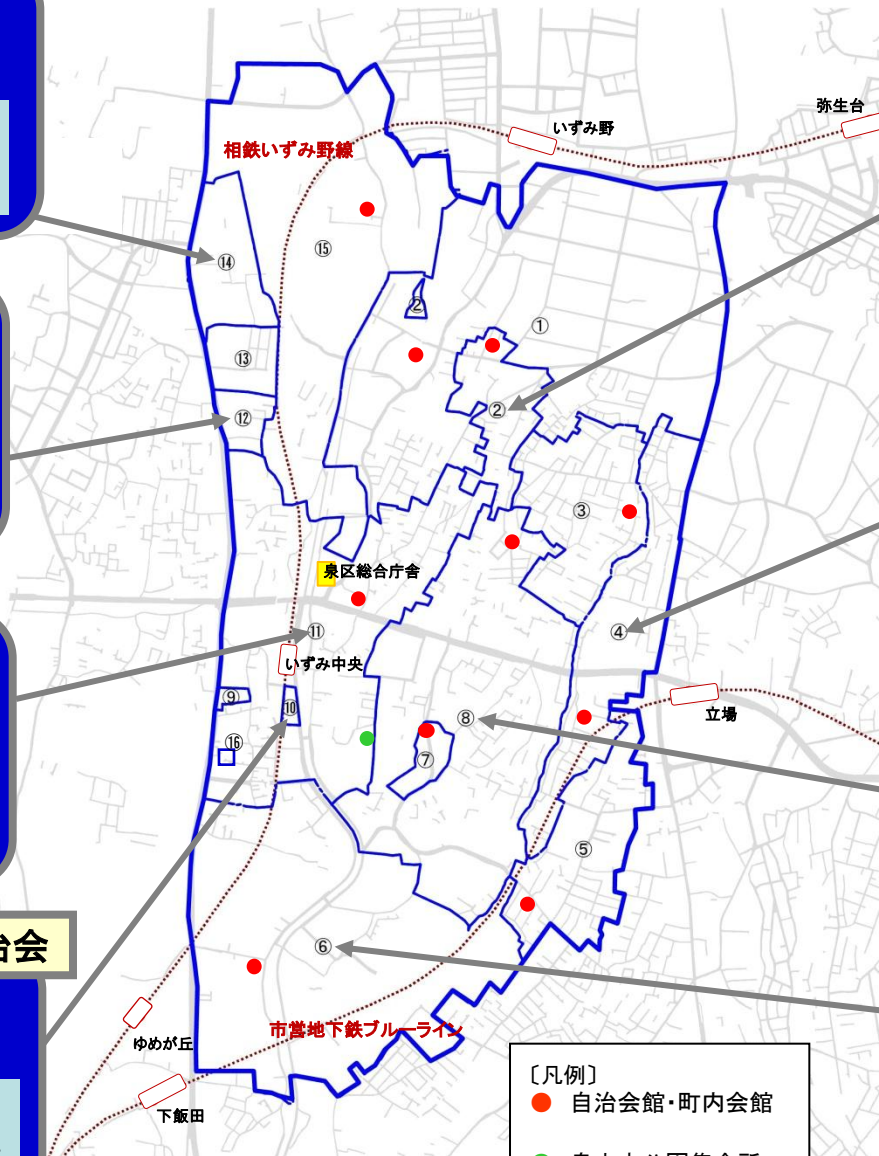 弥生台
いずみ野
相鉄いずみ野線
⑮
⑭
②
①
⑬
②
⑫
③
泉区総合庁舎
⑪
④
いずみ中央
⑨
⑩
⑧
立場
⑯
⑦
⑤
治会
⑥
市営地下鉄ブルーライン
ゆめが丘
下飯田
〔凡例〕
自治会館・町内会館